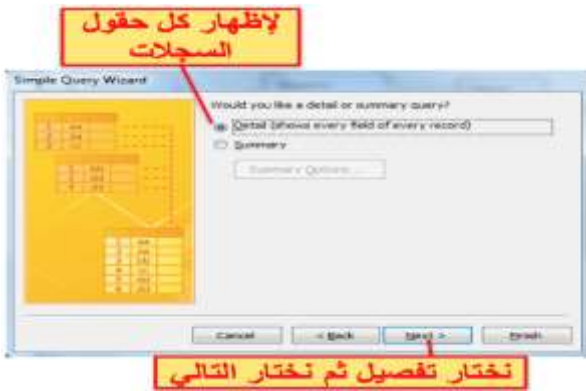 لإظهار كل حقول
السجلات
Simple Query Wizard
Would you like a detail or summary query?
Detail (shows every field of every record)
Summary
Summary Options ...
Cancel
< Back
Next >
Finish
نختار تفصيل ثم نختار التالي